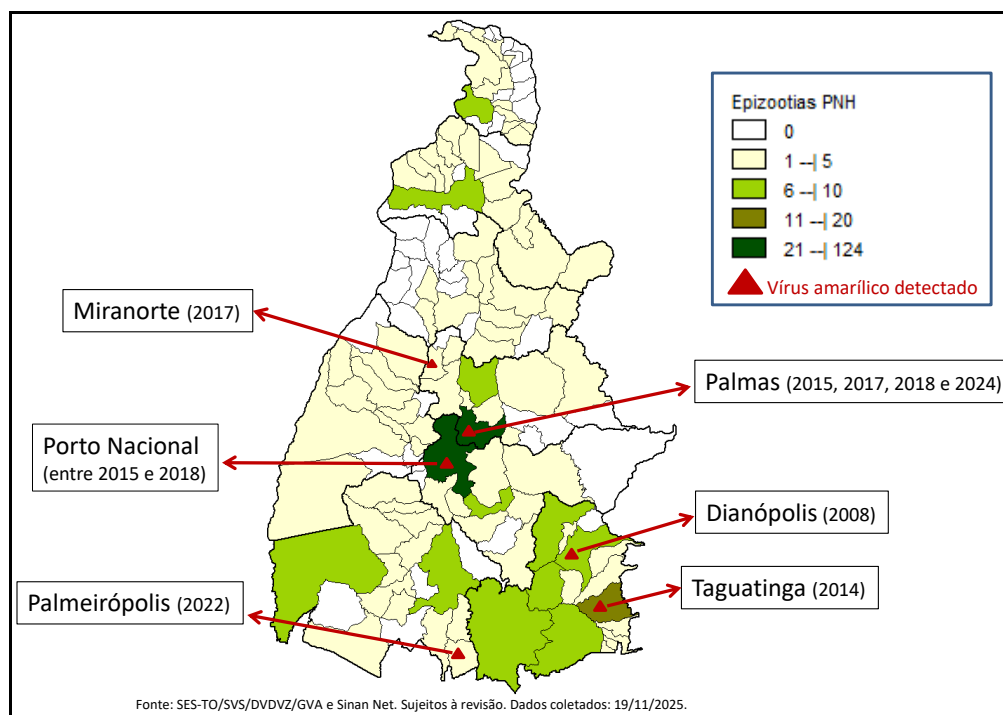 Epizootias PNH
0
1 --| 5
6 --| 10
11 --| 20
21 --| 124
Vírus amarílico detectado
Miranorte (2017)
Palmas (2015, 2017, 2018 e 2024)
Porto Nacional
(entre 2015 e 2018)
Dianópolis (2008)
Taguatinga (2014)
Palmeirópolis (2022)
Fonte: SES-TO/SVS/DVDVZ/GVA e Sinan Net. Sujeitos à revisão. Dados coletados: 19/11/2025.